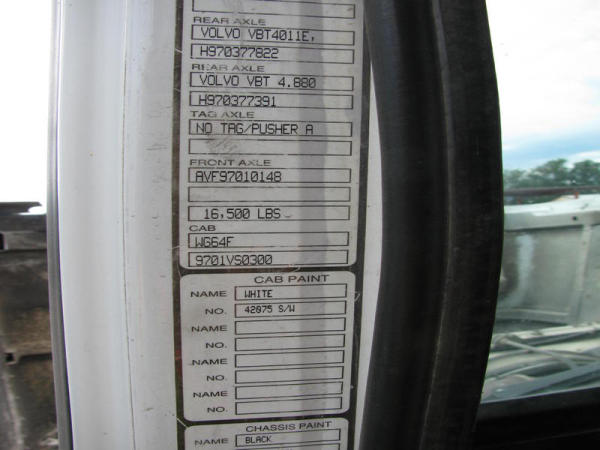 REAR AXLE
VOLVO VBT4011E,
H970377822
REAR AXLE
VOLVO VBT 4.880
H970377391
TAG AXLE
NO TAG/PUSHER A
FRONT AXLE
AVF97010148
16,500 LBS
CAB
WG64F
9701VS0300
CAB PAINT
NAME WHITE
NO. 42075 S/W
NAME
NO.
NAME
NO.
NAME
NO.
CHASSIS PAINT
NAME BLACK